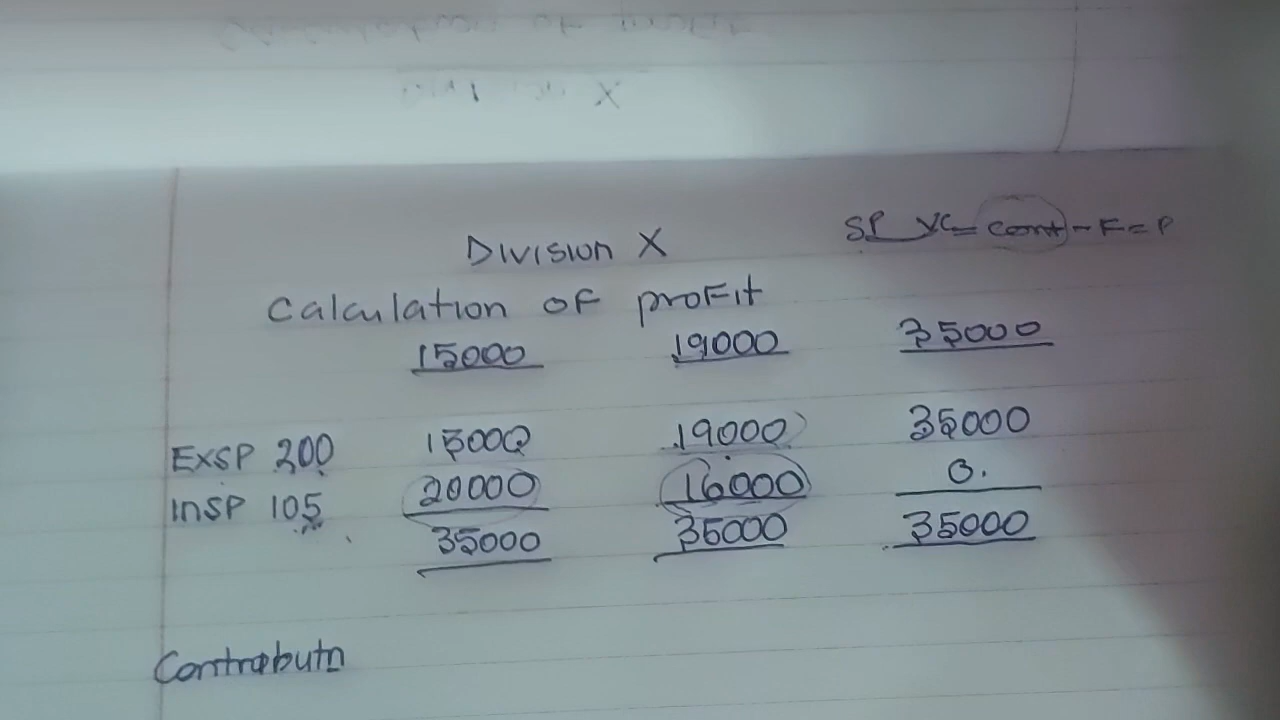 Division X
SP VC = cont - F = P
Calculation of profit
15000 19000 35000
EXSP 200 15000 19000 35000
INSP 105 20000 16000 0.
35000 35000 35000
Contrabutn